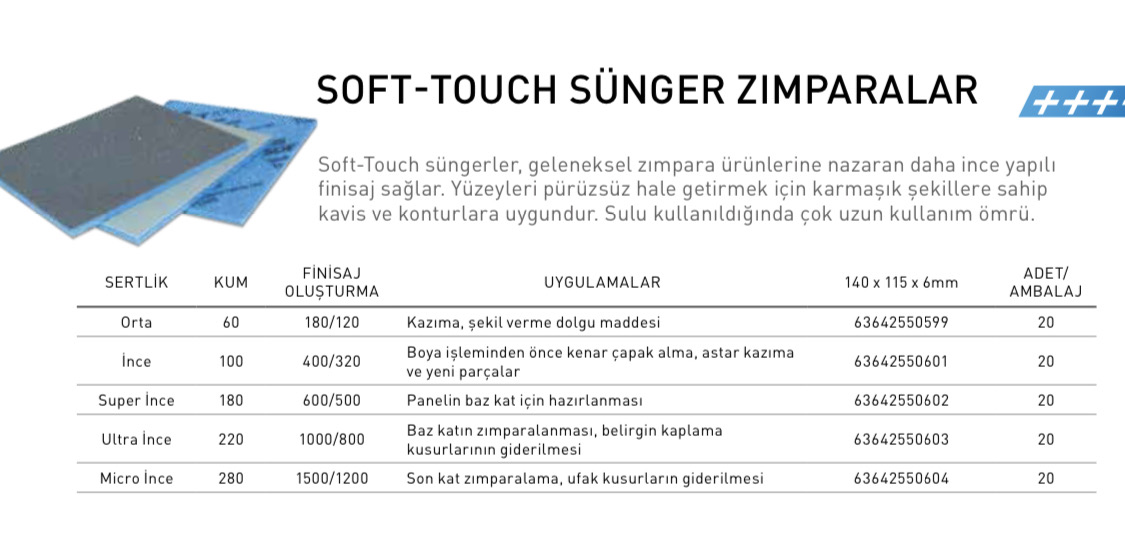 SOFT-TOUCH SÜNGER ZIMPARALAR
Soft-Touch süngerler, geleneksel zımpara ürünlerine nazaran daha ince yapılı
finisaj sağlar. Yüzeyleri pürüzsüz hale getirmek için karmaşık şekillere sahip
kavis ve konturlara uygundur. Sulu kullanıldığında çok uzun kullanım ömrü.
SERTLİK KUM FİNİSAJ OLUŞTURMA UYGULAMALAR 140 x 115 x 6mm ADET/ AMBALAJ
Orta 60 180/120 Kazıma, şekil verme dolgu maddesi 63642550599 20
İnce 100 400/320 Boya işleminden önce kenar çapak alma, astar kazıma
ve yeni parçalar 63642550601 20
Super İnce 180 600/500 Panelin baz kat için hazırlanması 63642550602 20
Ultra İnce 220 1000/800 Baz katın zımparalanması, belirgin kaplama
kusurlarının giderilmesi 63642550603 20
Micro İnce 280 1500/1200 Son kat zımparalama, ufak kusurların giderilmesi 63642550604 20